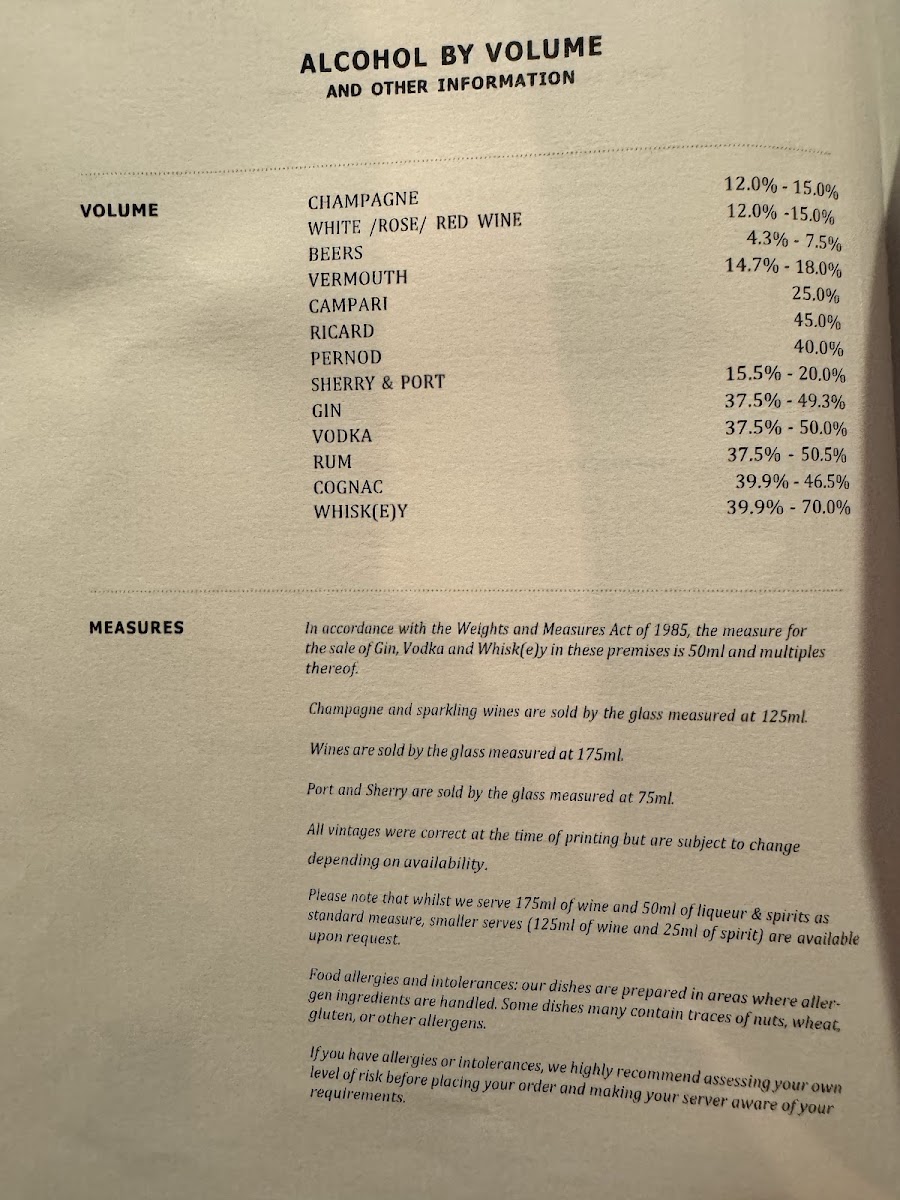 ALCOHOL BY VOLUME
AND OTHER INFORMATION
VOLUME
CHAMPAGNE 12.0% - 15.0%
WHITE /ROSE/ RED WINE 12.0% -15.0%
BEERS 4.3% - 7.5%
VERMOUTH 14.7% - 18.0%
CAMPARI 25.0%
RICARD 45.0%
PERNOD 40.0%
SHERRY & PORT 15.5% - 20.0%
GIN 37.5% - 49.3%
VODKA 37.5% - 50.0%
RUM 37.5% - 50.5%
COGNAC 39.9% - 46.5%
WHISK(E)Y 39.9% - 70.0%
MEASURES
In accordance with the Weights and Measures Act of 1985, the measure for
the sale of Gin, Vodka and Whisk(e)y in these premises is 50ml and multiples
thereof.
Champagne and sparkling wines are sold by the glass measured at 125ml.
Wines are sold by the glass measured at 175ml.
Port and Sherry are sold by the glass measured at 75ml.
All vintages were correct at the time of printing but are subject to change
depending on availability.
Please note that whilst we serve 175ml of wine and 50ml of liqueur & spirits as
standard measure, smaller serves (125ml of wine and 25ml of spirit) are available
upon request.
Food allergies and intolerances: our dishes are prepared in areas where aller-
gen ingredients are handled. Some dishes many contain traces of nuts, wheat,
gluten, or other allergens.
If you have allergies or intolerances, we highly recommend assessing your own
level of risk before placing your order and making your server aware of your
requirements.